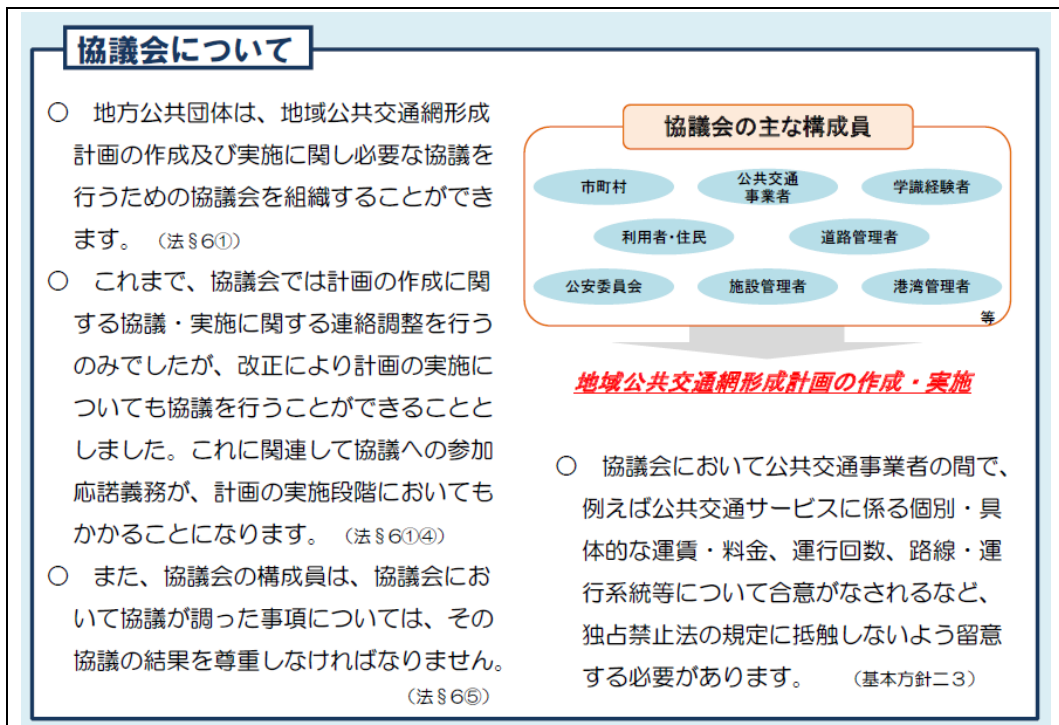 協議会について
○ 地方公共団体は、地域公共交通網形成
計画の作成及び実施に関し必要な協議を
行うための協議会を組織することができ
ます。（法§6①）
○ これまで、協議会では計画の作成に関
する協議・実施に関する連絡調整を行う
のみでしたが、改正により計画の実施に
ついても協議を行うことができることと
しました。これに関連して協議への参加
応諾義務が、計画の実施段階においても
かかることになります。（法§6①④）
○ また、協議会の構成員は、協議会にお
いて協議が調った事項については、その
協議の結果を尊重しなければなりません。
（法§6⑤）
協議会の主な構成員
市町村
公共交通
事業者
学識経験者
利用者・住民
道路管理者
公安委員会
施設管理者
港湾管理者
等
地域公共交通網形成計画の作成・実施
○ 協議会において公共交通事業者の間で、
例えば公共交通サービスに係る個別・具
体的な運賃・料金、運行回数、路線・運
行系統等について合意がなされるなど、
独占禁止法の規定に抵触しないよう留意
する必要があります。（基本方針二３）